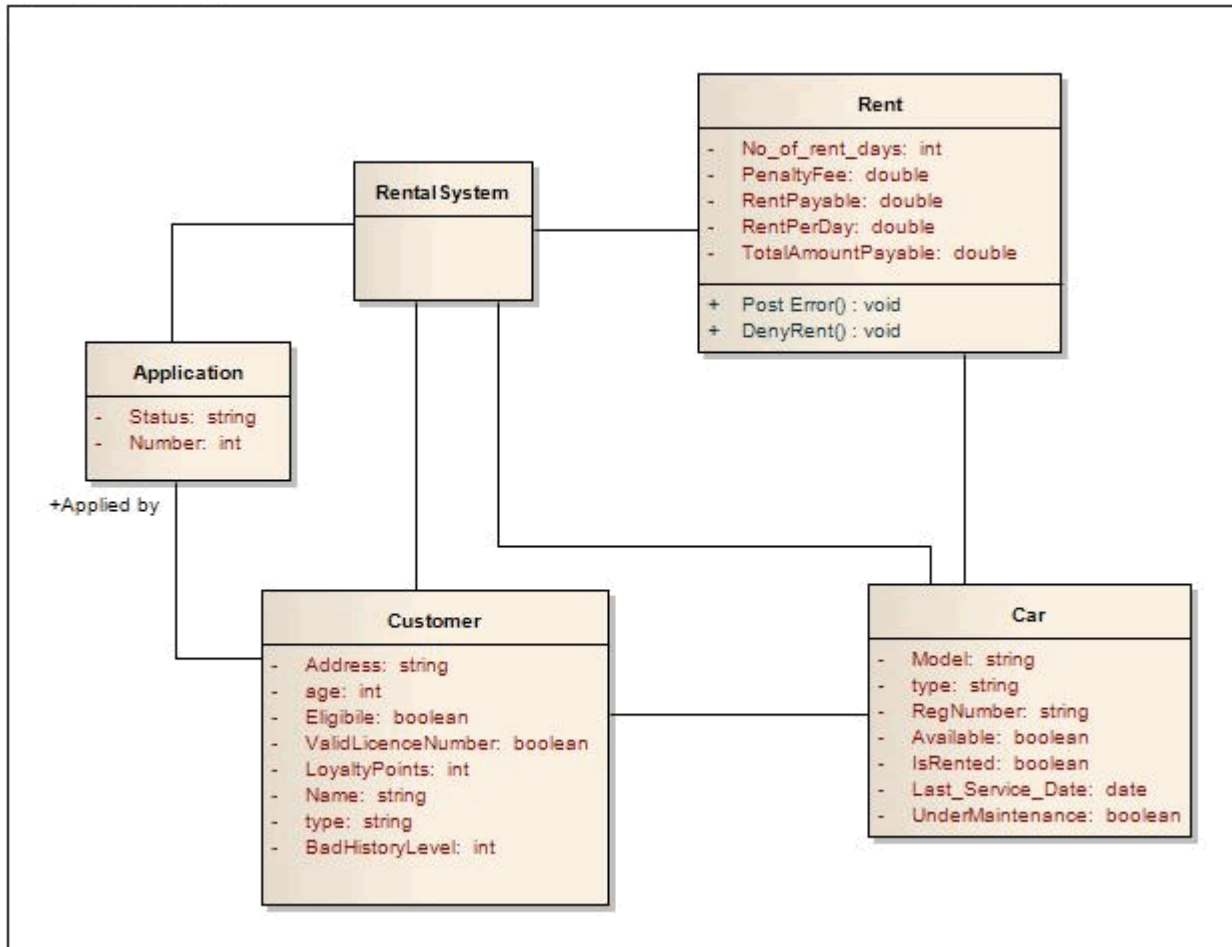 Rent
- No_of_rent_days: int
- PenaltyFee: double
- RentPayable: double
- RentPerDay: double
- TotalAmountPayable: double
+ Post Error() : void
+ DenyRent() : void
RentalSystem
Application
- Status: string
- Number: int
+Applied by
Customer
- Address: string
- age: int
- Eligibile: boolean
- ValidLicenceNumber: boolean
- LoyaltyPoints: int
- Name: string
- type: string
- BadHistoryLevel: int
Car
- Model: string
- type: string
- RegNumber: string
- Available: boolean
- IsRented: boolean
- Last_Service_Date: date
- UnderMaintenance: boolean